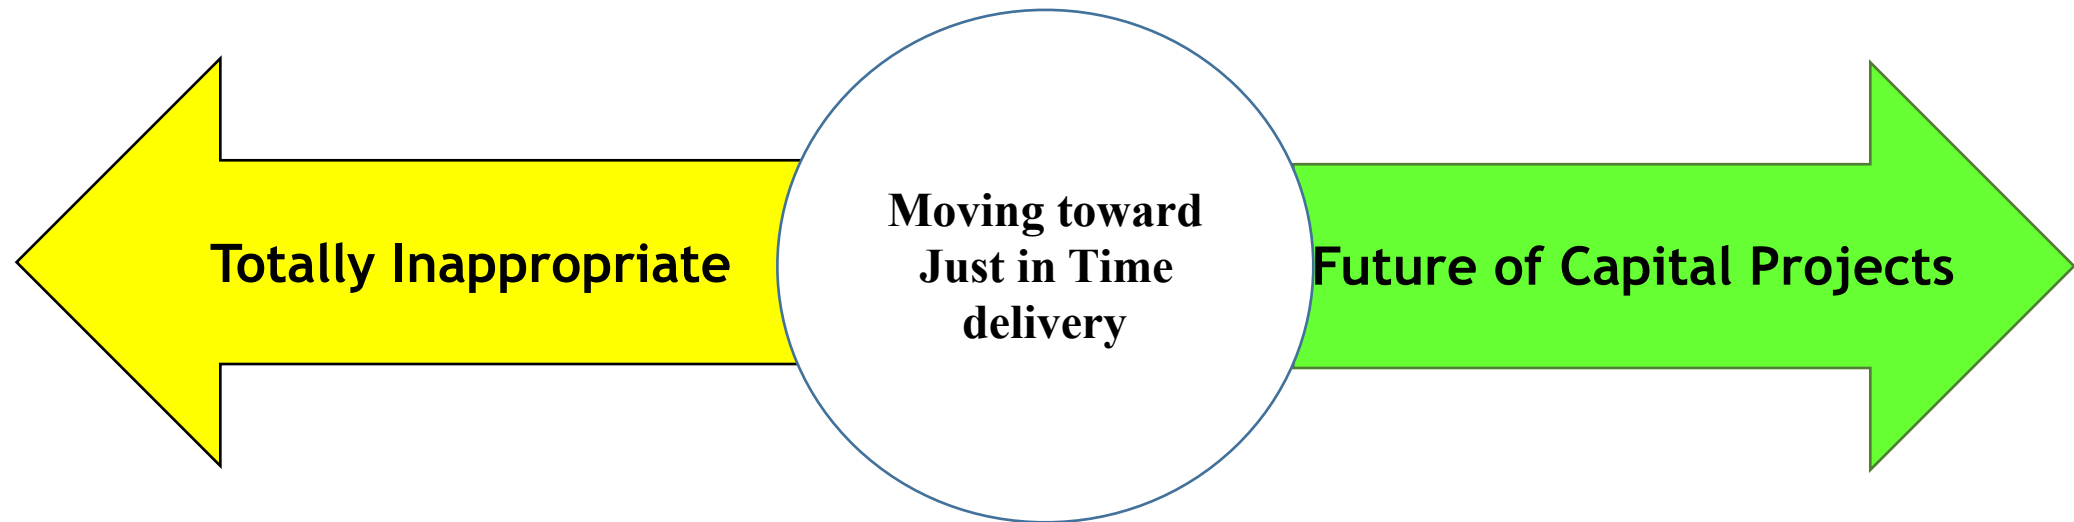 Totally Inappropriate
Moving toward
Just in Time
delivery
Future of Capital Projects